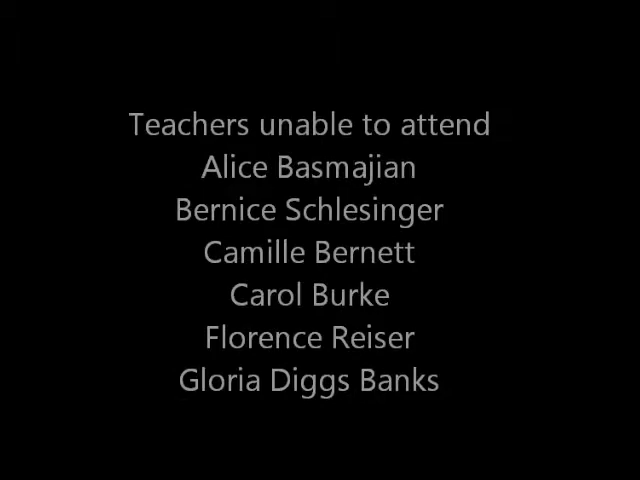 Teachers unable to attend
Alice Basmajian
Bernice Schlesinger
Camille Bernett
Carol Burke
Florence Reiser
Gloria Diggs Banks